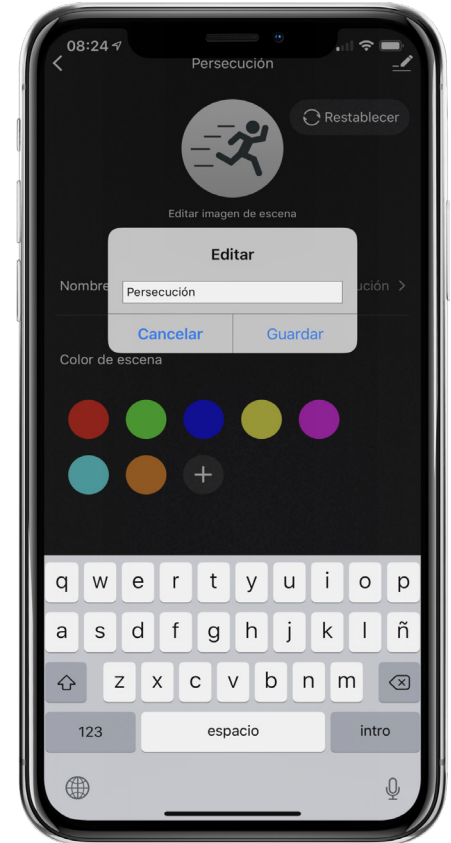 08:24
Persecución
Restablecer
Editar imagen de escena
Editar
Nombre
Persecución
ución
Cancelar
Guardar
Color de escena
q w e r t y u i o p
a s d f g h j k l ñ
z x c v b n m
123
espacio
intro